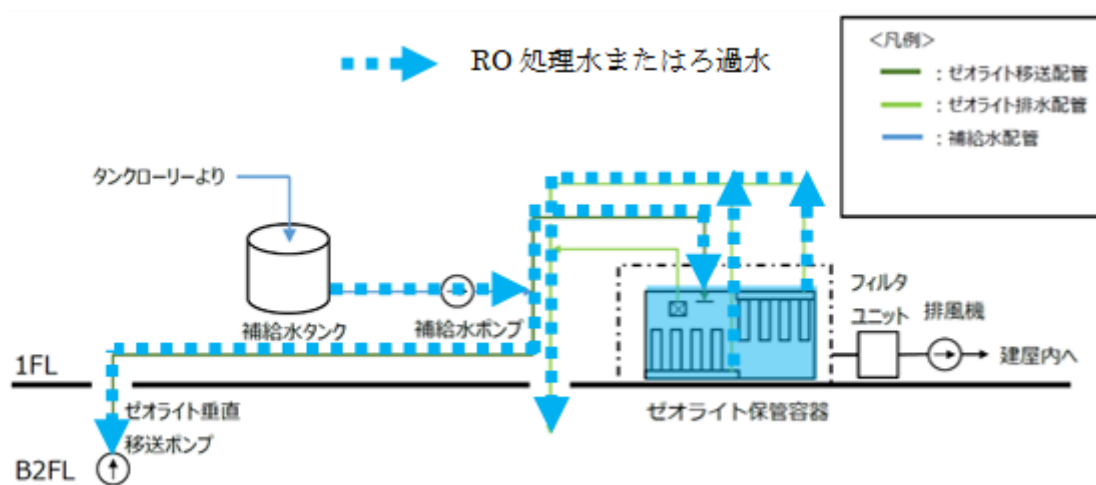 RO 処理水またはろ過水
<凡例>
：ゼオライト移送配管
：ゼオライト排水配管
：補給水配管
タンクローリーより
補給水タンク
補給水ポンプ
フィルタ
ユニット
排風機
建屋内へ
1FL
ゼオライト保管容器
ゼオライト垂直
移送ポンプ
B2FL